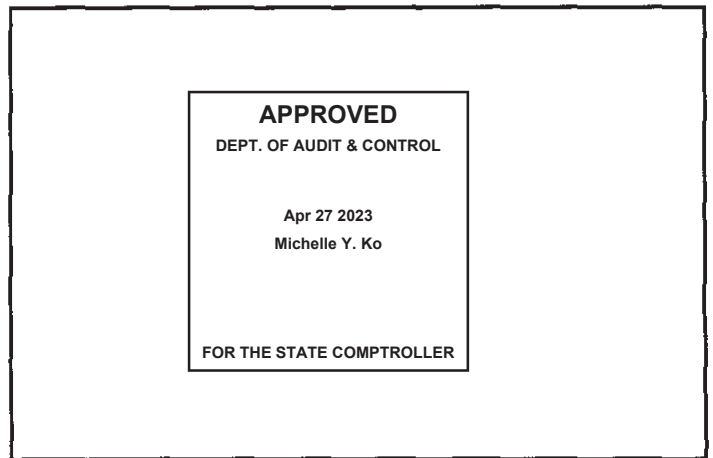 APPROVED
DEPT. OF AUDIT & CONTROL
Apr 27 2023
Michelle Y. Ko
FOR THE STATE COMPTROLLER